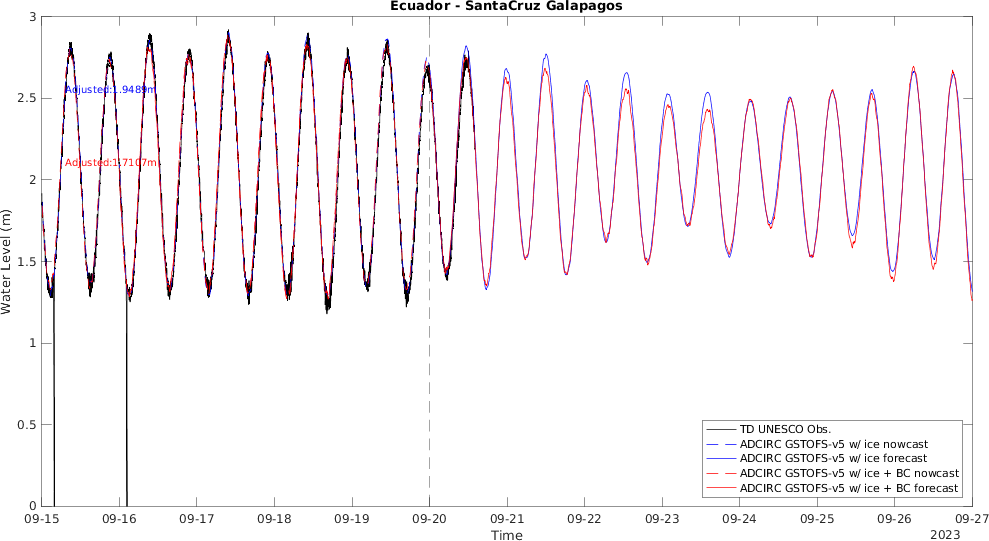 Ecuador - SantaCruz Galapagos
3
2.5
2
1.5
1
0.5
0
Water Level (m)
Adjusted:1.9489m
Adjusted:1.7107m
TD UNESCO Obs.
ADCIRC GSTOFS-v5 w/ ice nowcast
ADCIRC GSTOFS-v5 w/ ice forecast
ADCIRC GSTOFS-v5 w/ ice + BC nowcast
ADCIRC GSTOFS-v5 w/ ice + BC forecast
09-15 09-16 09-17 09-18 09-19 09-20 09-21 09-22 09-23 09-24 09-25 09-26 09-27
Time
2023